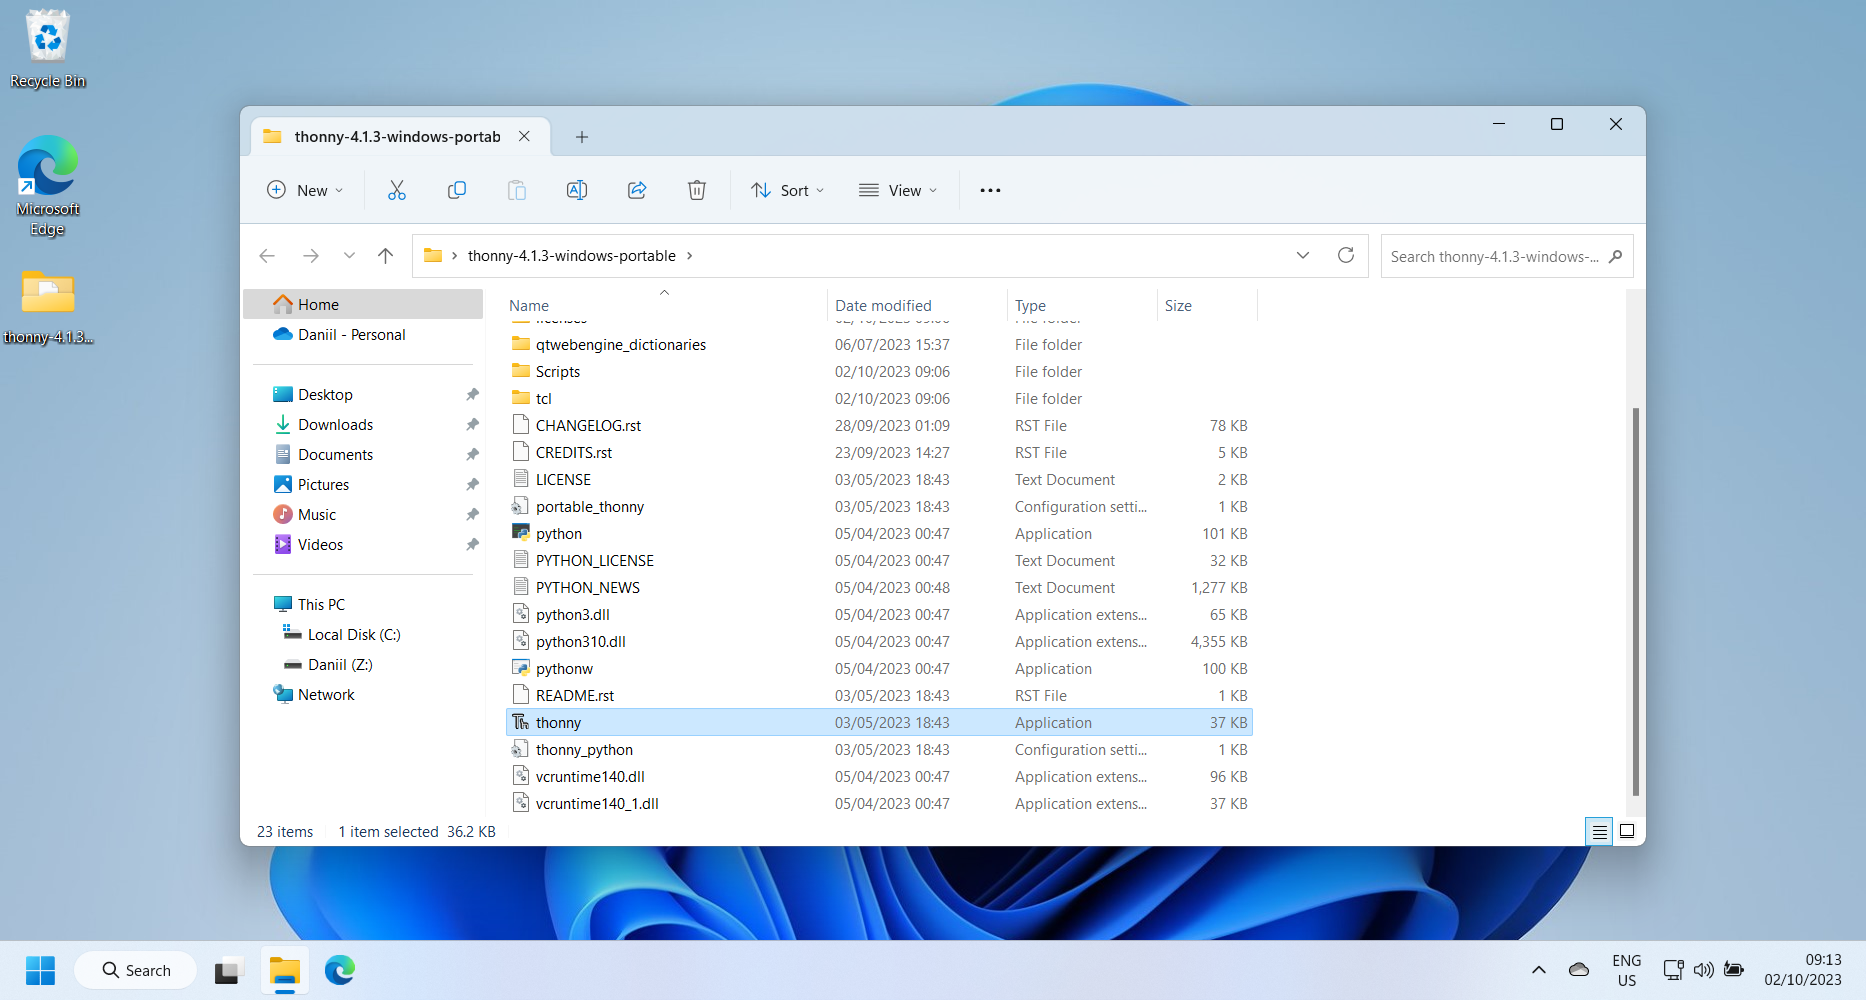 Recycle Bin
Microsoft
Edge
thonny-4.1.3...
thonny-4.1.3-windows-portab
New
Sort
View
thonny-4.1.3-windows-portable
Search thonny-4.1.3-windows-...
Home
Daniil - Personal
Desktop
Downloads
Documents
Pictures
Music
Videos
This PC
Local Disk (C:)
Daniil (Z:)
Network
Name Date modified Type Size
licenses 02/10/2023 09:06 File folder
qtwebengine_dictionaries 06/07/2023 15:37 File folder
Scripts 02/10/2023 09:06 File folder
tcl 02/10/2023 09:06 File folder
CHANGELOG.rst 28/09/2023 01:09 RST File 78 KB
CREDITS.rst 23/09/2023 14:27 RST File 5 KB
LICENSE 03/05/2023 18:43 Text Document 2 KB
portable_thonny 03/05/2023 18:43 Configuration setti... 1 KB
python 05/04/2023 00:47 Application 101 KB
PYTHON_LICENSE 05/04/2023 00:47 Text Document 32 KB
PYTHON_NEWS 05/04/2023 00:48 Text Document 1,277 KB
python3.dll 05/04/2023 00:47 Application extens... 65 KB
python310.dll 05/04/2023 00:47 Application extens... 4,355 KB
pythonw 05/04/2023 00:47 Application 100 KB
README.rst 03/05/2023 18:43 RST File 1 KB
thonny 03/05/2023 18:43 Application 37 KB
thonny_python 03/05/2023 18:43 Configuration setti... 1 KB
vcruntime140.dll 05/04/2023 00:47 Application extens... 96 KB
vcruntime140_1.dll 05/04/2023 00:47 Application extens... 37 KB
23 items 1 item selected 36.2 KB
Search
ENG
US
09:13
02/10/2023